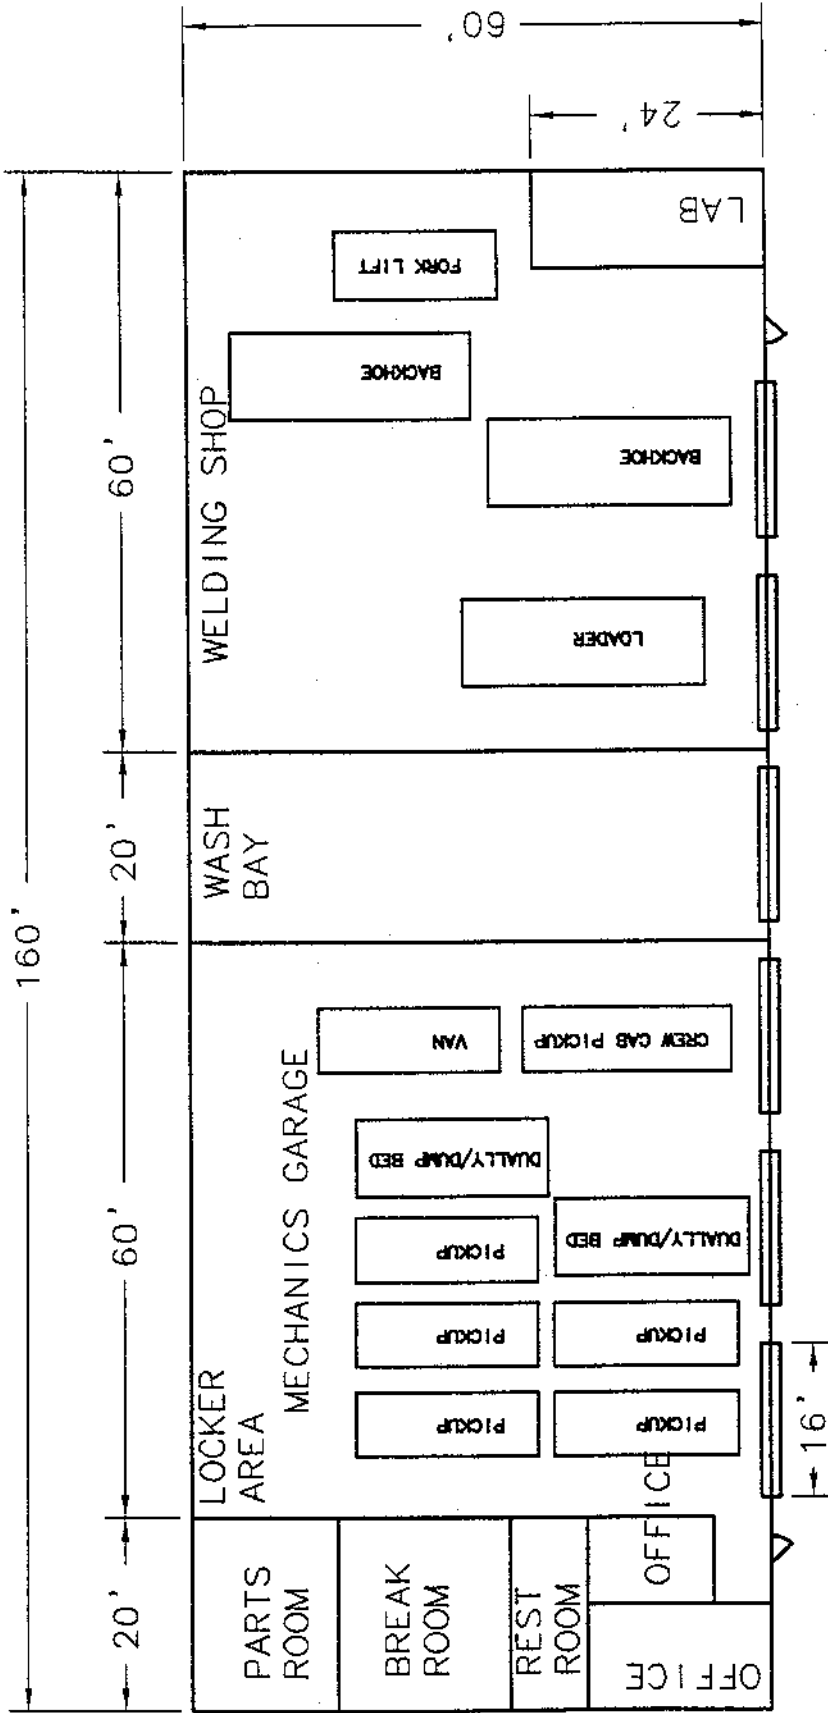 160'
20'
60'
20'
60'
60'
24'
16'
PARTS
ROOM
BREAK
ROOM
REST
ROOM
OFFICE
OFFICE
LOCKER
AREA
MECHANICS GARAGE
PICKUP
PICKUP
PICKUP
DUALLY/DUMP BED
VAN
PICKUP
PICKUP
DUALLY/DUMP BED
CREW CAB PICKUP
WASH
BAY
WELDING SHOP
LOADER
BACKHOE
BACKHOE
FORK LIFT
LAB